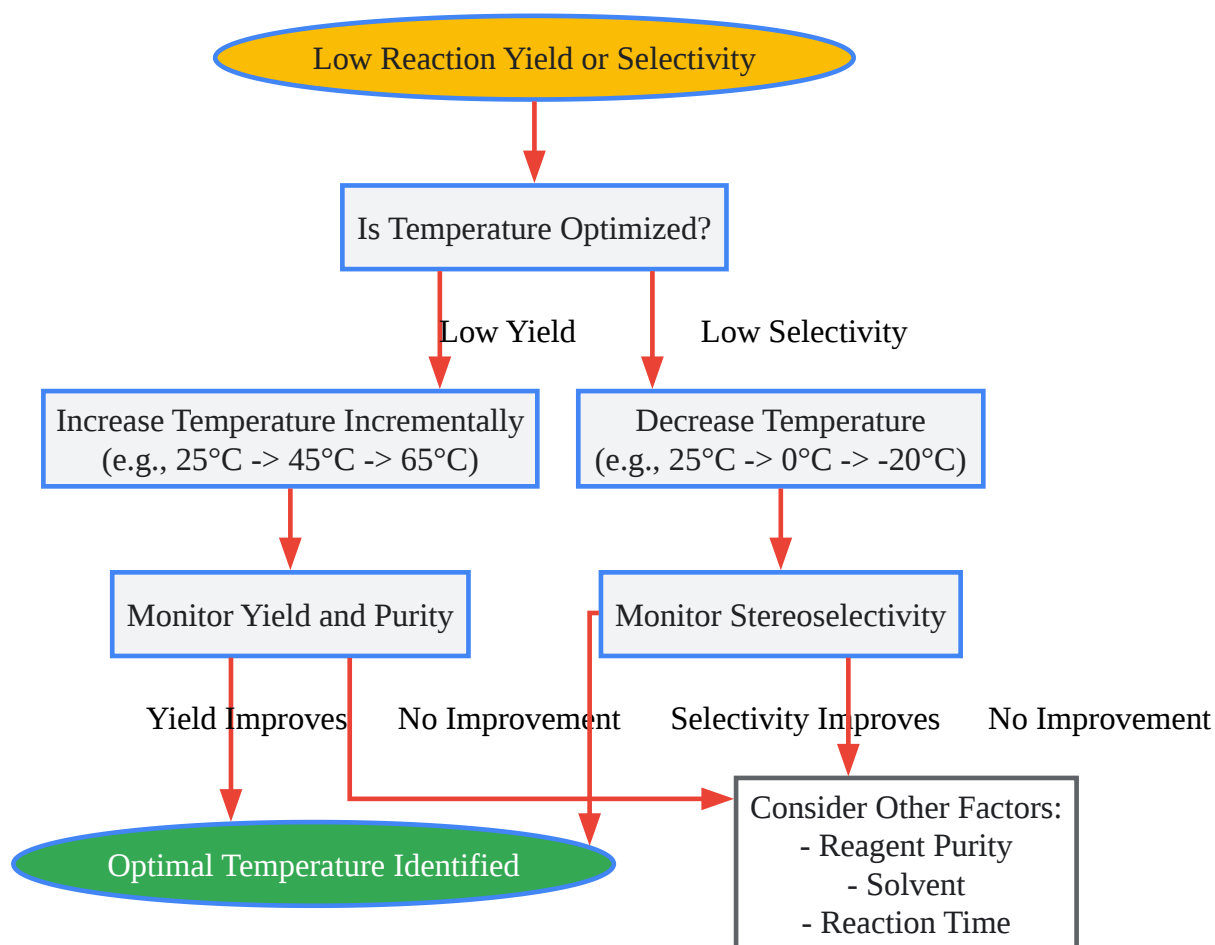 Low Reaction Yield or Selectivity
Is Temperature Optimized?
Low Yield
Low Selectivity
Increase Temperature Incrementally
(e.g., 25°C -> 45°C -> 65°C)
Decrease Temperature
(e.g., 25°C -> 0°C -> -20°C)
Monitor Yield and Purity
Monitor Stereoselectivity
Yield Improves
No Improvement
Selectivity Improves
No Improvement
Optimal Temperature Identified
Consider Other Factors:
- Reagent Purity
- Solvent
- Reaction Time